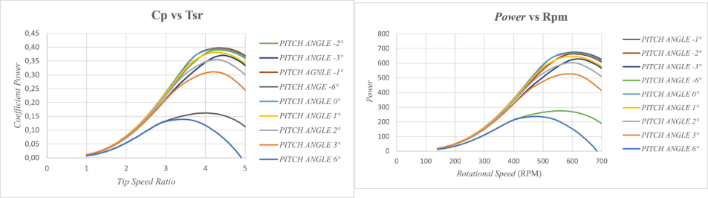 Cp vs Tsr
Coefficient Power
0,45
0,40
0,35
0,30
0,25
0,20
0,15
0,10
0,05
0,00
0 1 2 3 4 5
Tip Speed Ratio
PITCH ANGLE -2°
PITCH ANGLE -3°
PITCH AGNLE -1°
PITCH ANGE -6°
PITCH ANGLE 0°
PITCH ANGLE 1°
PITCH ANGLE 2°
PITCH ANGLE 3°
PITCH ANGLE 6°
Power vs Rpm
Power
800
700
600
500
400
300
200
100
0
0 100 200 300 400 500 600 700
Rotational Speed (RPM)
PITCH ANGLE -1°
PITCH ANGLE -2°
PITCH ANGLE -3°
PITCH ANGLE -6°
PITCH ANGLE 0°
PITCH ANGLE 1°
PITCH ANGLE 2°
PITCH ANGLE 3°
PITCH ANGLE 6°